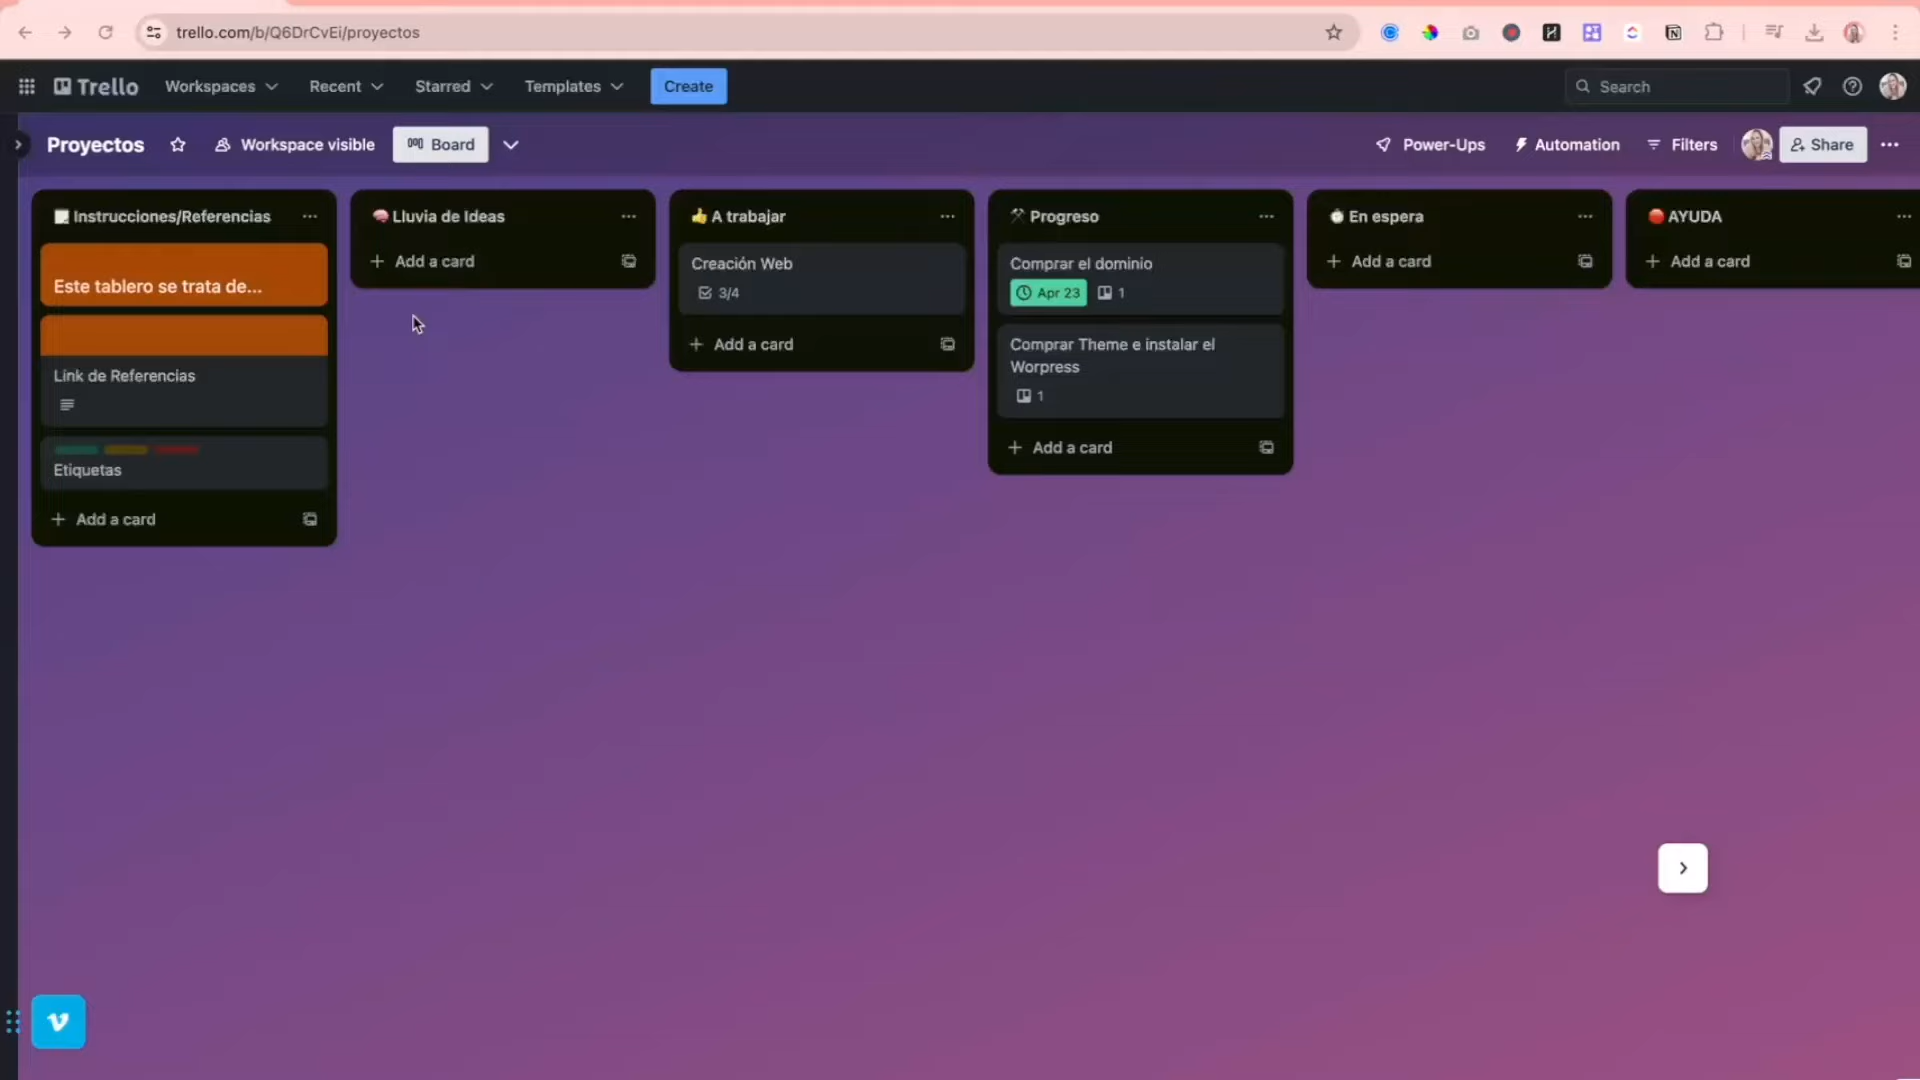 trello.com/b/Q6DrCvEi/proyectos
Trello
Workspaces
Recent
Starred
Templates
Create
Search
Proyectos
Workspace visible
Board
Power-Ups
Automation
Filters
Share
Instrucciones/Referencias
Este tablero se trata de...
Link de Referencias
Etiquetas
+ Add a card
Lluvia de Ideas
+ Add a card
A trabajar
Creación Web
3/4
+ Add a card
Progreso
Comprar el dominio
Apr 23 1
Comprar Theme e instalar el
Worpress
1
+ Add a card
En espera
+ Add a card
AYUDA
+ Add a card